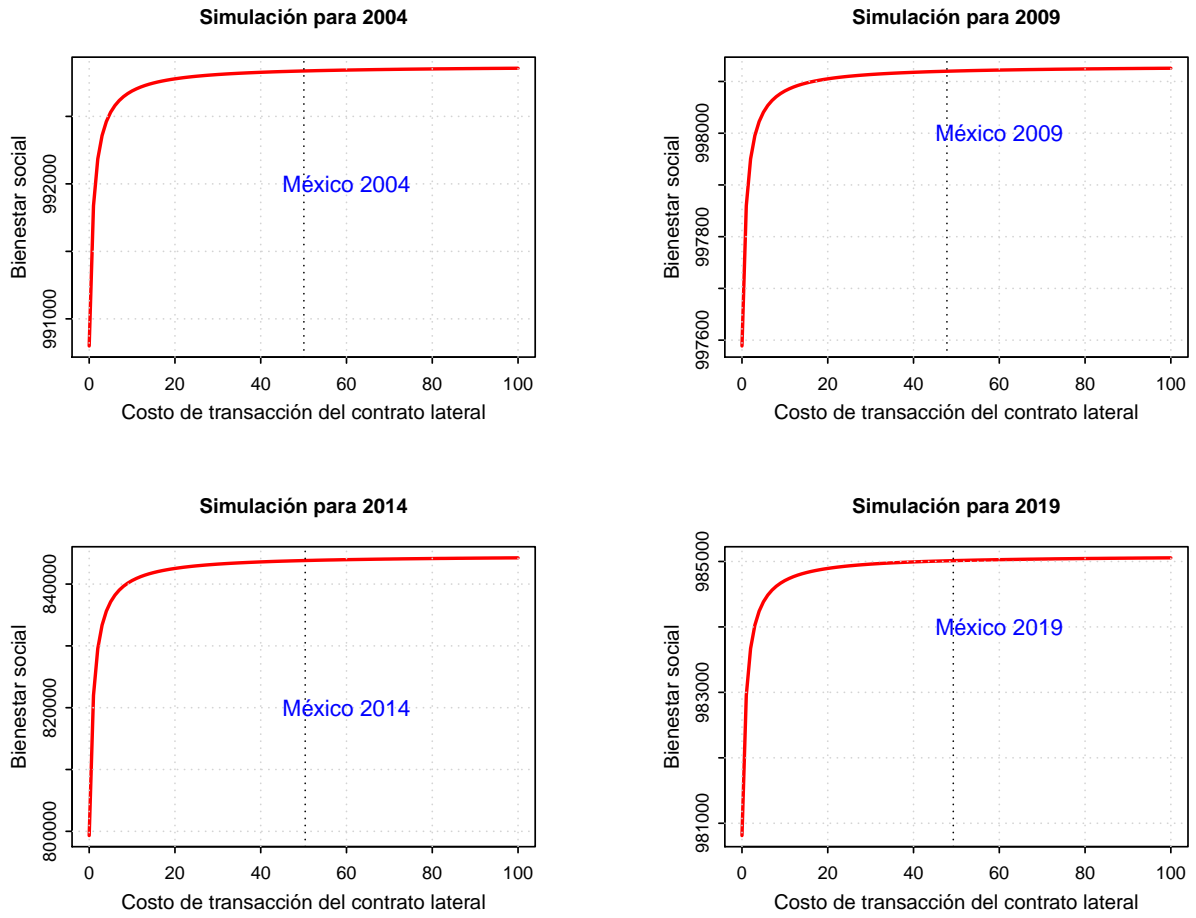 Simulación para 2004
Bienestar social
992000
991000
México 2004
0 20 40 60 80 100
Costo de transacción del contrato lateral
Simulación para 2009
Bienestar social
998000
997800
997600
México 2009
0 20 40 60 80 100
Costo de transacción del contrato lateral
Simulación para 2014
Bienestar social
840000
820000
800000
México 2014
0 20 40 60 80 100
Costo de transacción del contrato lateral
Simulación para 2019
Bienestar social
985000
983000
981000
México 2019
0 20 40 60 80 100
Costo de transacción del contrato lateral